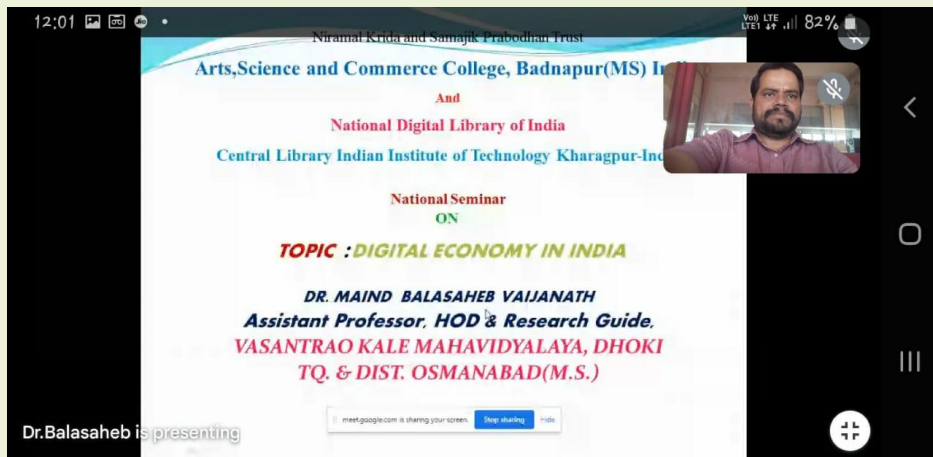 12:01
Vo)) LTE
LTE1
82%
Niramal Krida and Samajik Prabodhan Trust
Arts,Science and Commerce College, Badnapur(MS)
And
National Digital Library of India
Central Library Indian Institute of Technology Kharagpur-
National Seminar
ON
TOPIC : DIGITAL ECONOMY IN INDIA
DR. MAIND BALASAHEB VAIJANATH
Assistant Professor, HOD & Research Guide,
VASANTRAO KALE MAHAVIDYALAYA, DHOKI
TQ. & DIST. OSMANABAD(M.S.)
meet.google.com is sharing your screen. Stop sharing Hide
Dr.Balasaheb is presenting